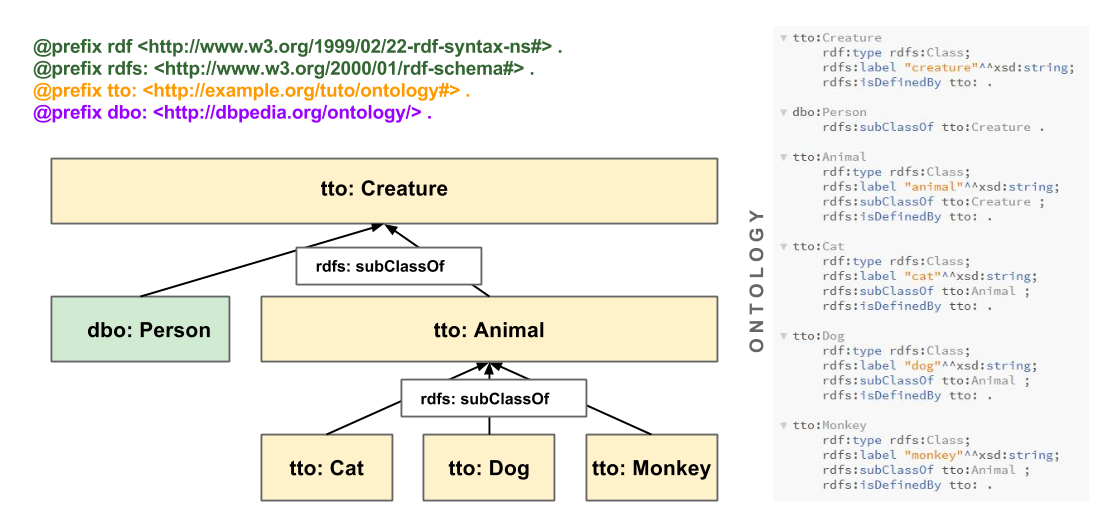 @prefix rdf <http://www.w3.org/1999/02/22-rdf-syntax-ns#> .
@prefix rdfs: <http://www.w3.org/2000/01/rdf-schema#> .
@prefix tto: <http://example.org/tuto/ontology#> .
@prefix dbo: <http://dbpedia.org/ontology/> .
tto: Creature
rdfs: subClassOf
dbo: Person
tto: Animal
rdfs: subClassOf
tto: Cat
tto: Dog
tto: Monkey
ONTOLOGY
tto:Creature
rdf:type rdfs:Class;
rdfs:label "creature"^^xsd:string;
rdfs:isDefinedBy tto: .
dbo:Person
rdfs:subClassOf tto:Creature .
tto:Animal
rdf:type rdfs:Class;
rdfs:label "animal"^^xsd:string;
rdfs:subClassOf tto:Creature ;
rdfs:isDefinedBy tto: .
tto:Cat
rdf:type rdfs:Class;
rdfs:label "cat"^^xsd:string;
rdfs:subClassOf tto:Animal ;
rdfs:isDefinedBy tto: .
tto:Dog
rdf:type rdfs:Class;
rdfs:label "dog"^^xsd:string;
rdfs:subClassOf tto:Animal ;
rdfs:isDefinedBy tto: .
tto:Monkey
rdf:type rdfs:Class;
rdfs:label "monkey"^^xsd:string;
rdfs:subClassOf tto:Animal ;
rdfs:isDefinedBy tto: .